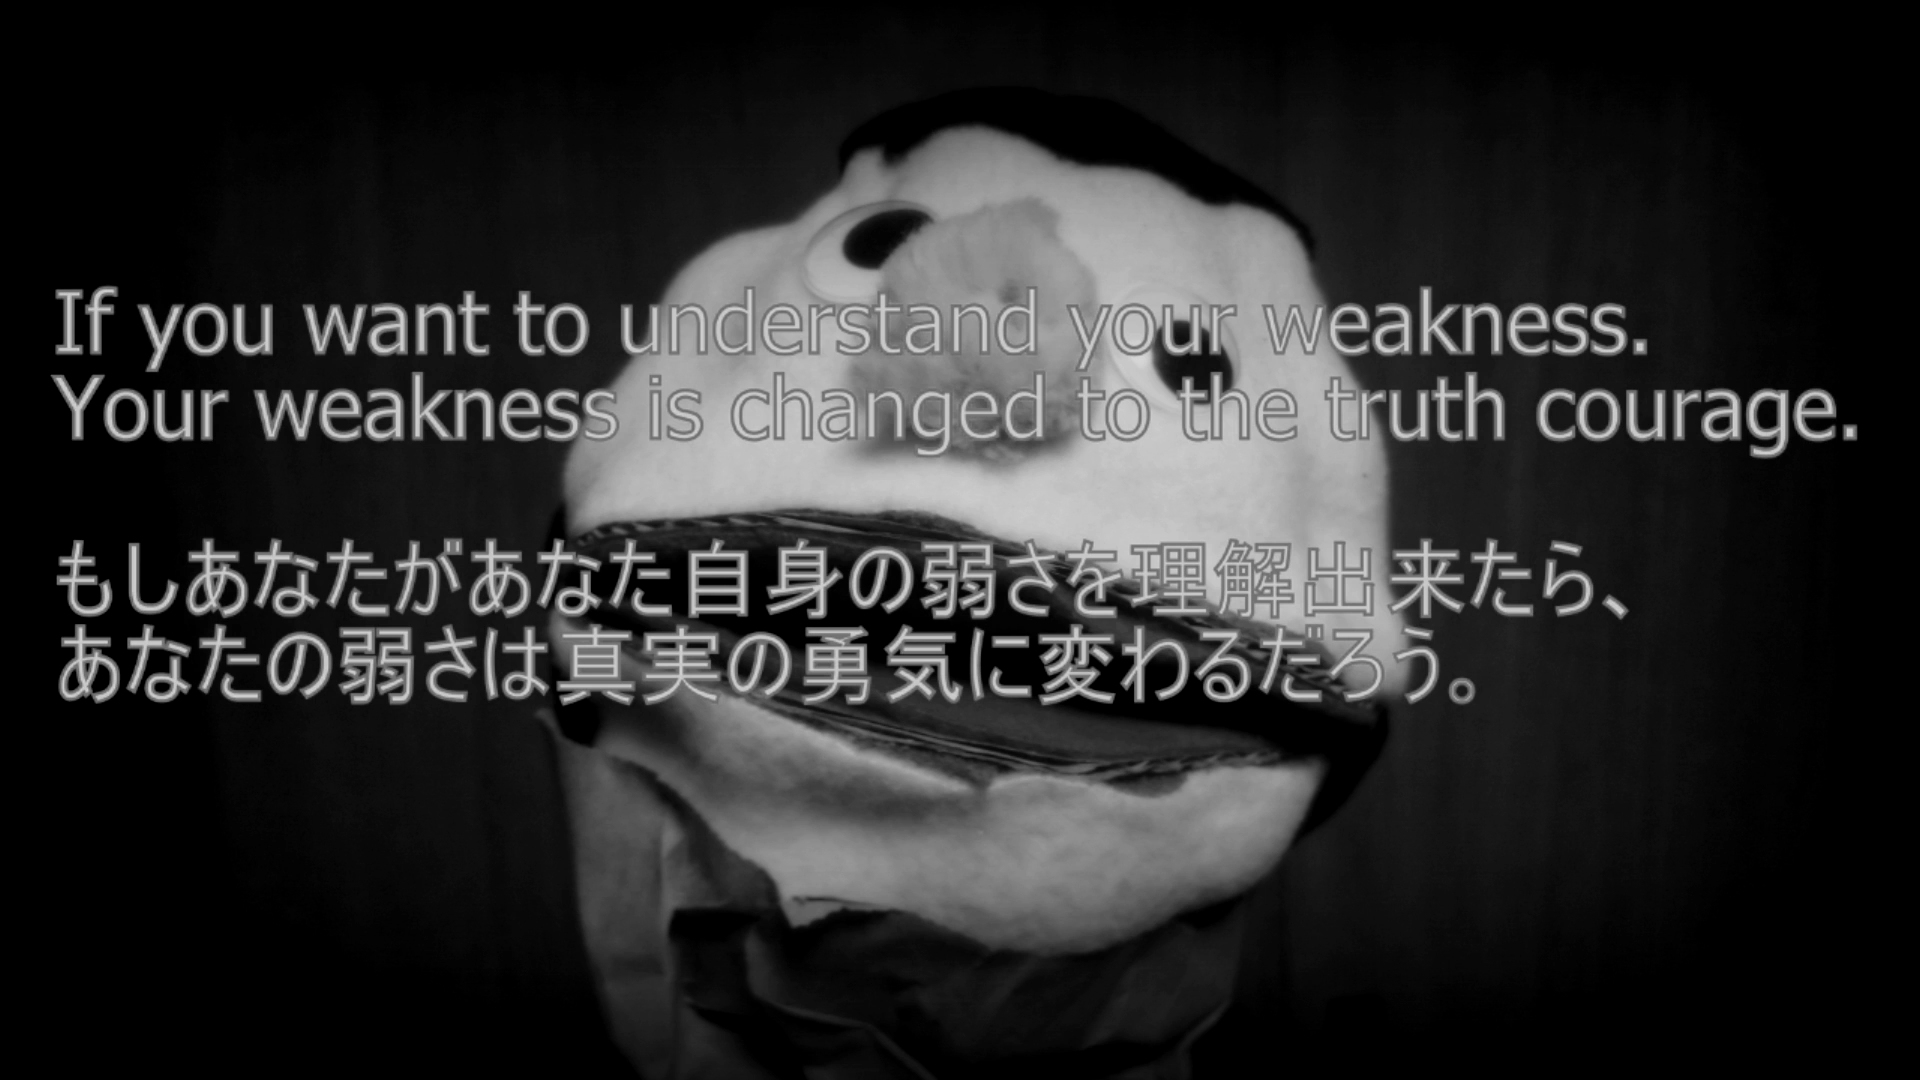 If you want to understand your weakness.
Your weakness is changed to the truth courage.
もしあなたがあなた自身の弱さを理解出来たら、
あなたの弱さは真実の勇気に変わるだろう。